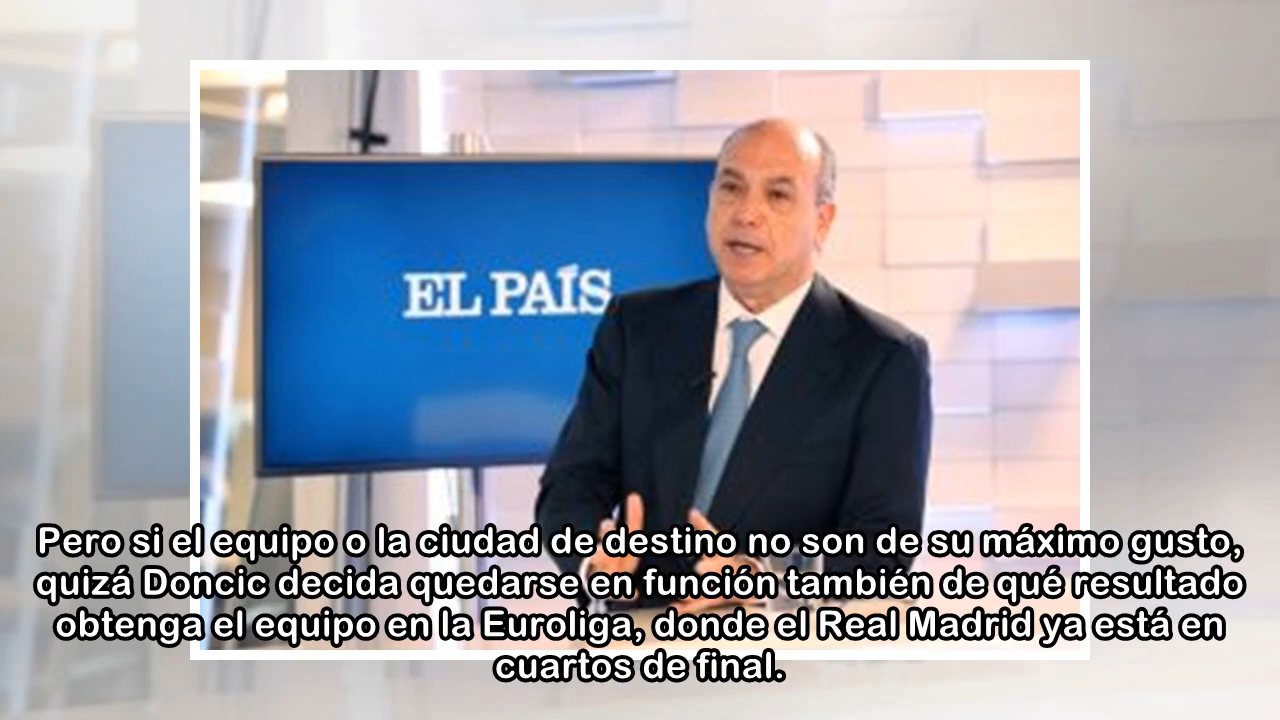 EL PAÍS
Pero si el equipo o la ciudad de destino no son de su máximo gusto,
quizá Doncic decida quedarse en función también de qué resultado
obtenga el equipo en la Euroliga, donde el Real Madrid ya está en
cuartos de final.